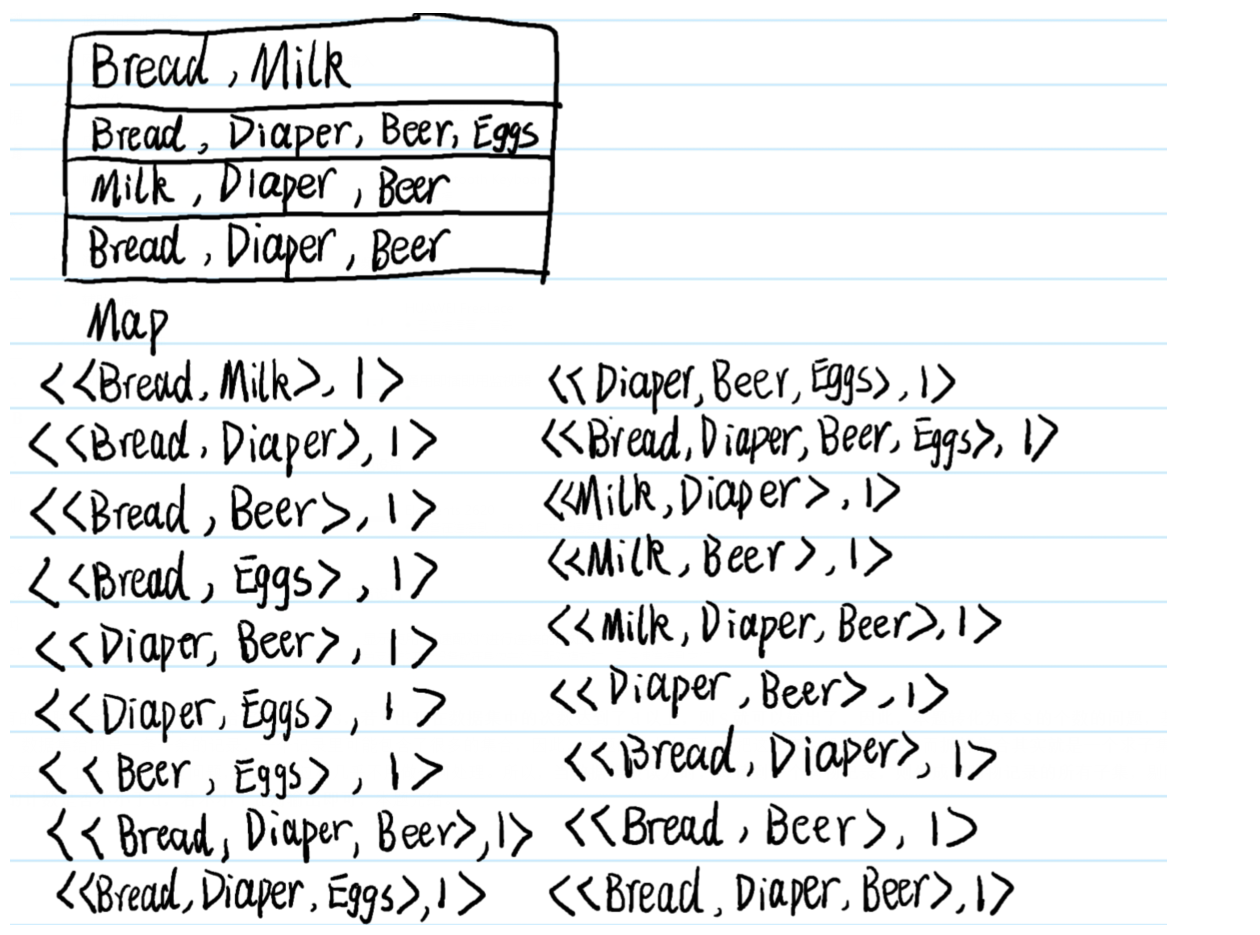 Bread, Milk
Bread, Diaper, Beer, Eggs
Milk, Diaper, Beer
Bread, Diaper, Beer
Map
<<Bread, Milk>, 1>
<<Bread, Diaper>, 1>
<<Bread, Beer>, 1>
<<Bread, Eggs>, 1>
<<Diaper, Beer>, 1>
<<Diaper, Eggs>, 1>
<<Beer, Eggs>, 1>
<<Bread, Diaper, Beer>, 1>
<<Bread, Diaper, Eggs>, 1>
<<Diaper, Beer, Eggs>, 1>
<<Bread, Diaper, Beer, Eggs>, 1>
<<Milk, Diaper>, 1>
<<Milk, Beer>, 1>
<<Milk, Diaper, Beer>, 1>
<<Diaper, Beer>, 1>
<<Bread, Diaper>, 1>
<<Bread, Beer>, 1>
<<Bread, Diaper, Beer>, 1>